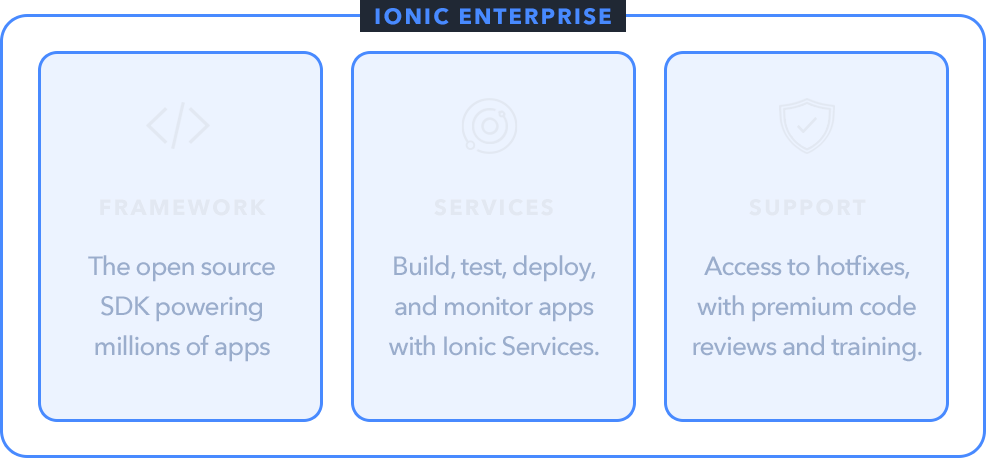 IONIC ENTERPRISE
FRAMEWORK
The open source
SDK powering
millions of apps
SERVICES
Build, test, deploy,
and monitor apps
with Ionic Services.
SUPPORT
Access to hotfixes,
with premium code
reviews and training.